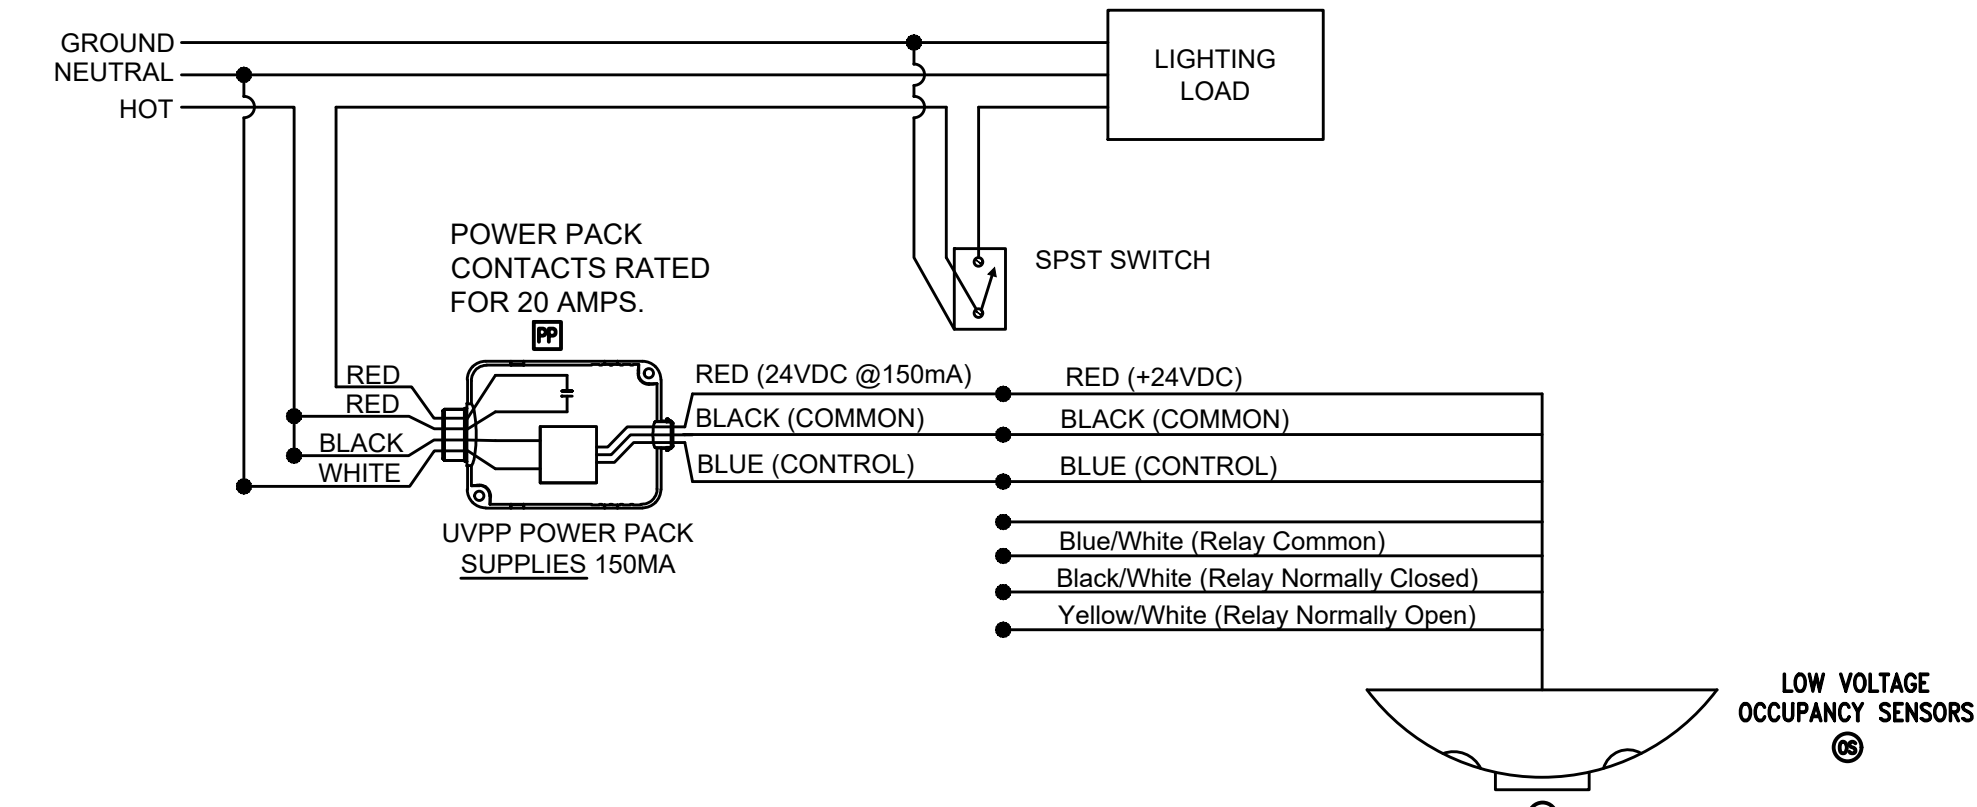 GROUND
NEUTRAL
HOT
LIGHTING
LOAD
POWER PACK
CONTACTS RATED
FOR 20 AMPS.
PP
SPST SWITCH
RED
RED
BLACK
WHITE
RED (24VDC @150mA)
BLACK (COMMON)
BLUE (CONTROL)
RED (+24VDC)
BLACK (COMMON)
BLUE (CONTROL)
UVPP POWER PACK
SUPPLIES 150MA
Blue/White (Relay Common)
Black/White (Relay Normally Closed)
Yellow/White (Relay Normally Open)
LOW VOLTAGE
OCCUPANCY SENSORS
OS